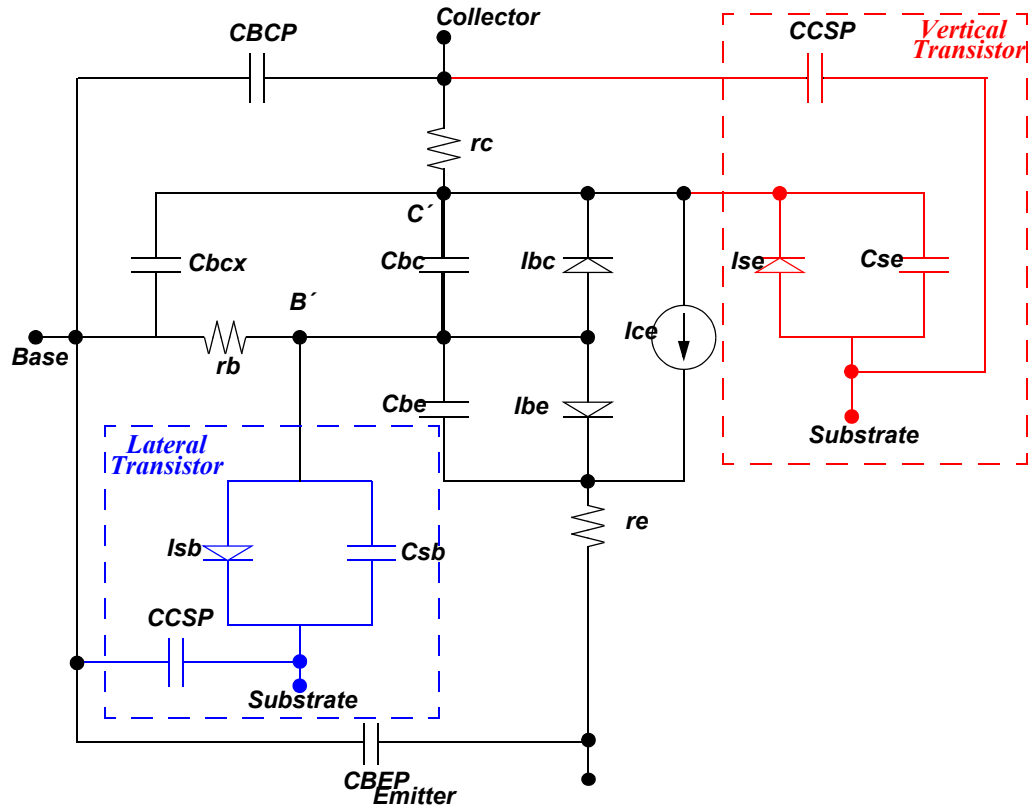 Collector
CBCP
CCSP
Vertical
Transistor
rc
C´
Cbcx
Cbc
Ibc
Ise
Cse
B´
Ice
Base
rb
Cbe
Ibe
Substrate
Lateral
Transistor
re
Isb
Csb
CCSP
Substrate
CBEP
Emitter